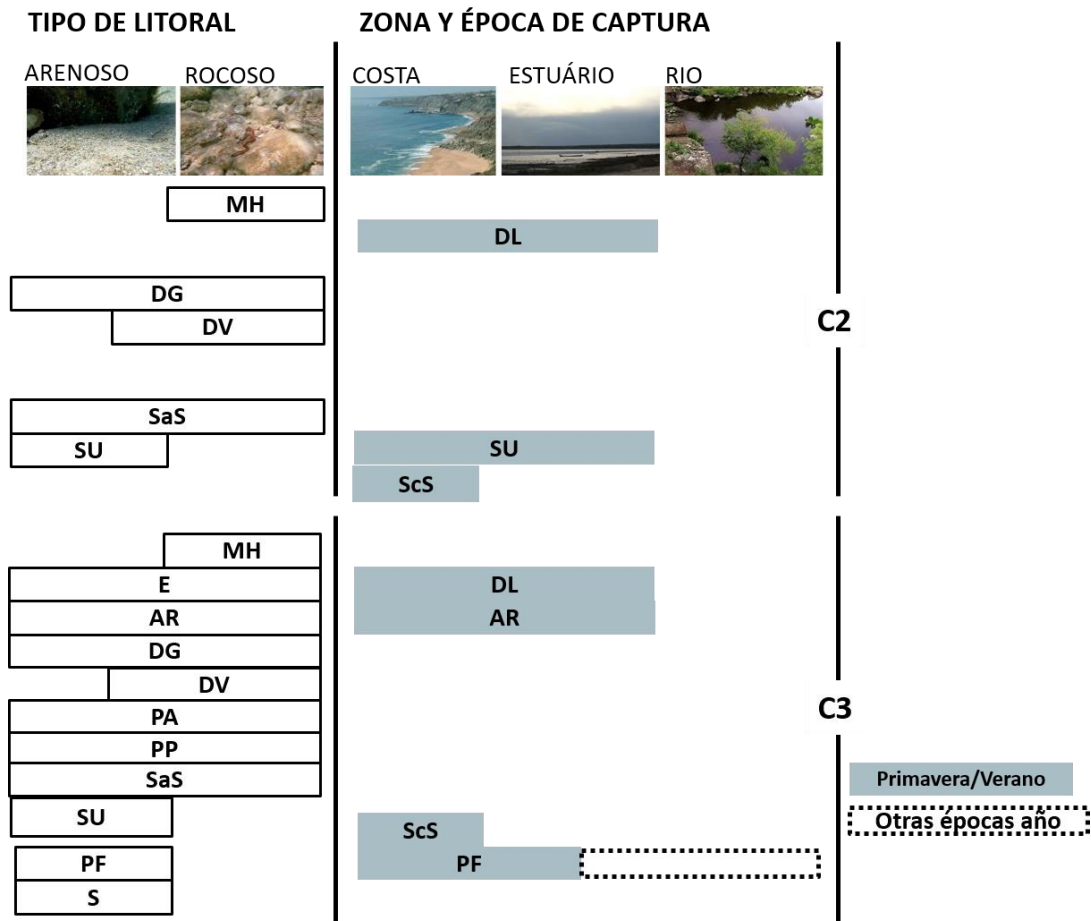 TIPO DE LITORAL
ZONA Y ÉPOCA DE CAPTURA
ARENOSO
ROCOSO
COSTA
ESTUÁRIO
RIO
MH
DL
DG
DV
C2
SaS
SU
SU
ScS
MH
E
DL
AR
AR
DG
DV
C3
PA
PP
SaS
Primavera/Verano
SU
Otras épocas año
ScS
PF
PF
S